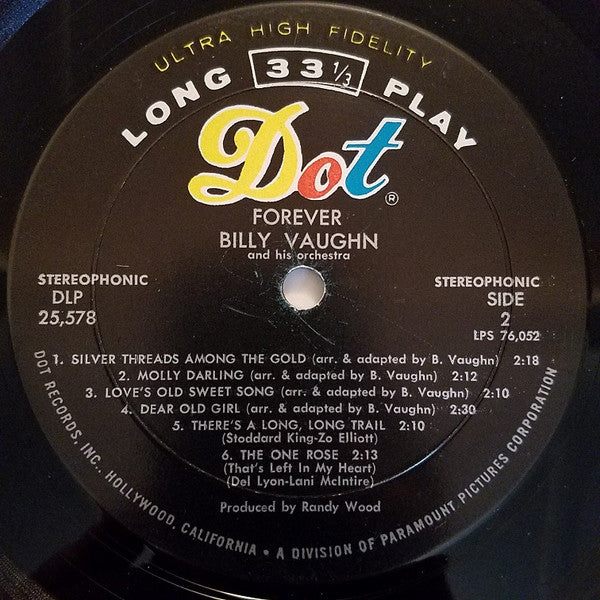 ULTRA HIGH FIDELITY
LONG 33 1/3 PLAY
Dot®
FOREVER
BILLY VAUGHN
and his orchestra
STEREOPHONIC
DLP
25,578
STEREOPHONIC
SIDE
2
LPS 76,052
1. SILVER THREADS AMONG THE GOLD (arr. & adapted by B. Vaughn) 2:18
2. MOLLY DARLING (arr. & adapted by B. Vaughn) 2:12
3. LOVE'S OLD SWEET SONG (arr. & adapted by B. Vaughn) 2:10
4. DEAR OLD GIRL (arr. & adapted by B. Vaughn) 2:30
5. THERE'S A LONG, LONG TRAIL 2:10
(Stoddard King-Zo Elliott)
6. THE ONE ROSE 2:13
(That's Left In My Heart)
(Del Lyon-Lani McIntire)
Produced by Randy Wood
DOT RECORDS, INC., HOLLYWOOD, CALIFORNIA • A DIVISION OF PARAMOUNT PICTURES CORPORATION